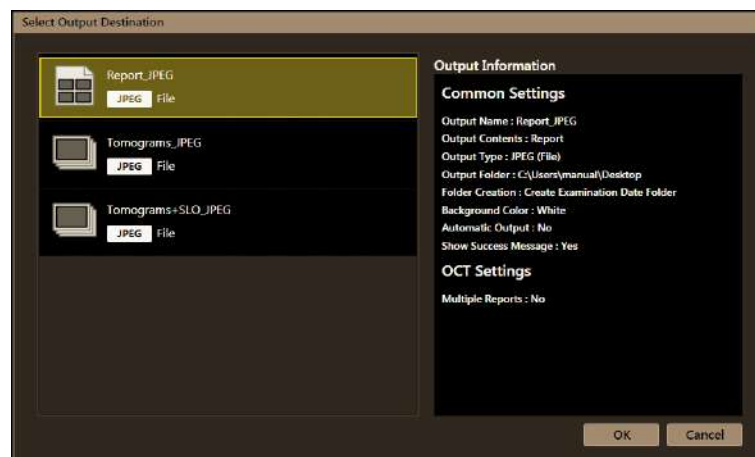 Select Output Destination
Report_JPEG
JPEG File
Tomograms_JPEG
JPEG File
Tomograms+SLO_JPEG
JPEG File
Output Information
Common Settings
Output Name : Report_JPEG
Output Contents : Report
Output Type : JPEG (File)
Output Folder : C:\Users\manual\Desktop
Folder Creation : Create Examination Date Folder
Background Color : White
Automatic Output : No
Show Success Message : Yes
OCT Settings
Multiple Reports : No
OK Cancel